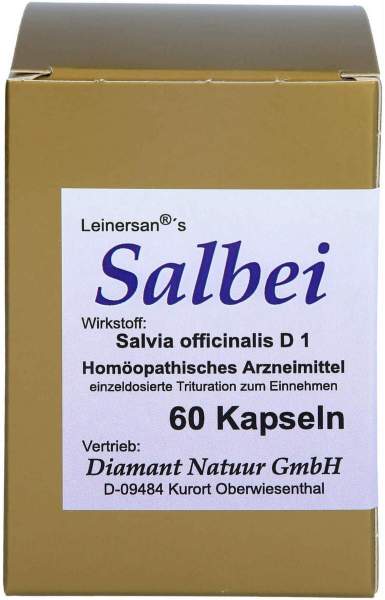 Leinersan®´s
Salbei
Wirkstoff:
Salvia officinalis D 1
Homöopathisches Arzneimittel
einzeldosierte Trituration zum Einnehmen
60 Kapseln
Vertrieb:
Diamant Natuur GmbH
D-09484 Kurort Oberwiesenthal